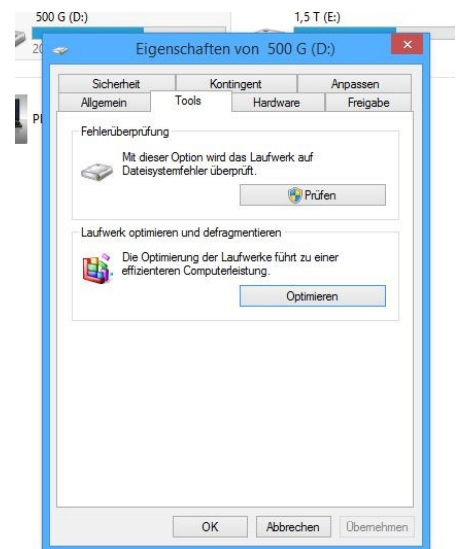 500 G (D:)
1,5 T (E:)
Eigenschaften von 500 G (D:)
Sicherheit
Kontingent
Anpassen
Allgemein
Tools
Hardware
Freigabe
Fehlerüberprüfung
Mit dieser Option wird das Laufwerk auf
Dateisystemfehler überprüft.
Prüfen
Laufwerk optimieren und defragmentieren
Die Optimierung der Laufwerke führt zu einer
effizienteren Computerleistung.
Optimieren
OK
Abbrechen
Übernehmen